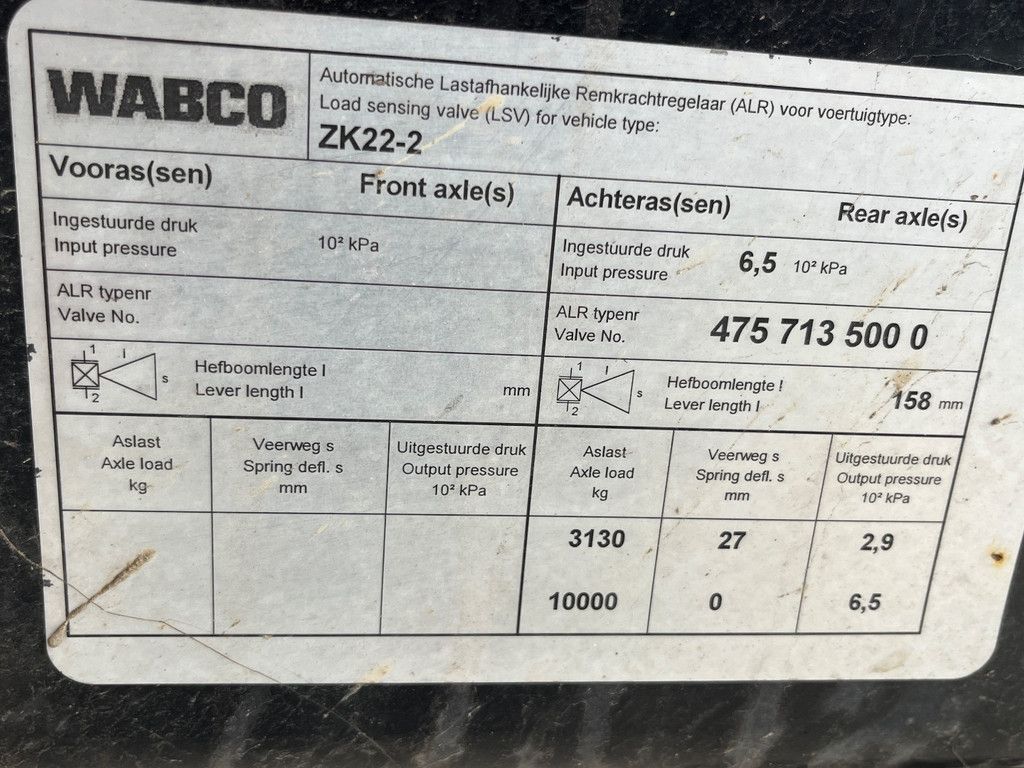 WABCO
Automatische Lastafhankelijke Remkrachtregelaar (ALR) voor voertuigtype:
Load sensing valve (LSV) for vehicle type:
ZK22-2
Vooras(sen) Front axle(s)
Ingestuurde druk
Input pressure 10² kPa
ALR typenr
Valve No.
1 l s 2
Hefboomlengte l
Lever length l mm
Aslast
Axle load
kg
Veerweg s
Spring defl. s
mm
Uitgestuurde druk
Output pressure
10² kPa
Achteras(sen) Rear axle(s)
Ingestuurde druk
Input pressure 6,5 10² kPa
ALR typenr
Valve No. 475 713 500 0
1 l s 2
Hefboomlengte l
Lever length l 158 mm
Aslast
Axle load
kg
Veerweg s
Spring defl. s
mm
Uitgestuurde druk
Output pressure
10² kPa
3130 27 2,9
10000 0 6,5